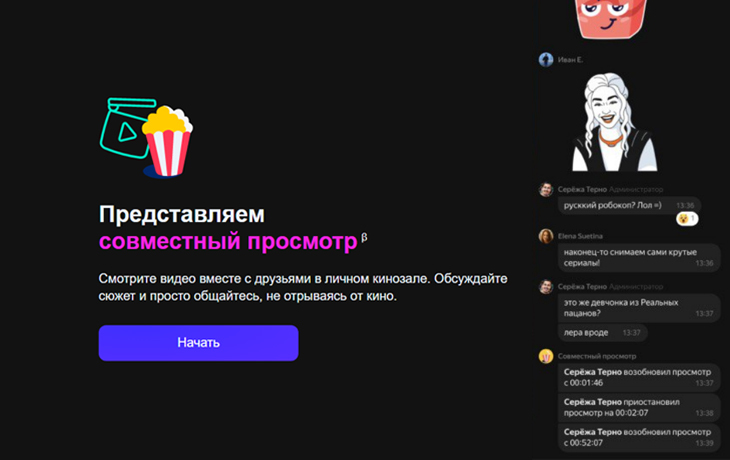 Представляем
совместный просмотр β
Смотрите видео вместе с друзьями в личном кинозале. Обсуждайте
сюжет и просто общайтесь, не отрываясь от кино.
Начать
Иван Е.
Серёжа Терно Администратор
русккий робокоп? Лол =) 13:36
1
Elena Suetina
наконец-то снимаем сами крутые
сериалы! 13:36
Серёжа Терно Администратор
это же девчонка из Реальных
пацанов? 13:37
лера вроде 13:37
Совместный просмотр
Серёжа Терно возобновил просмотр
с 00:01:46 13:37
Серёжа Терно приостановил
просмотр на 00:02:07 13:38
Серёжа Терно возобновил просмотр
с 00:52:07 13:39